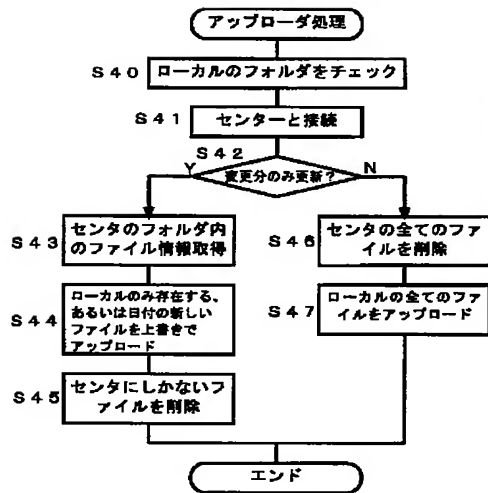 アップローダ処理
S40
ローカルのフォルダをチェック
S41
センターと接続
S42
変更分のみ更新?
Y
N
S43
センタのフォルダ内
のファイル情報取得
S44
ローカルのみ存在する、
あるいは日付の新しい
ファイルを上書きで
アップロード
S45
センタにしかないフ
ァイルを削除
S46
センタの全てのファ
イルを削除
S47
ローカルの全てのファ
イルをアップロード
エンド